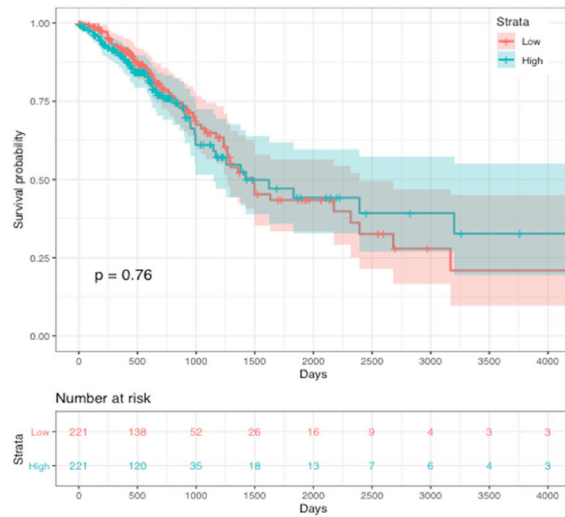 Strata
Low
High
Survival probability
1.00
0.75
0.50
0.25
0.00
p = 0.76
0 500 1000 1500 2000 2500 3000 3500 4000
Days
Number at risk
Strata
Low 221 138 52 26 16 9 4 3 3
High 221 120 35 18 13 7 6 4 3
0 500 1000 1500 2000 2500 3000 3500 4000
Days